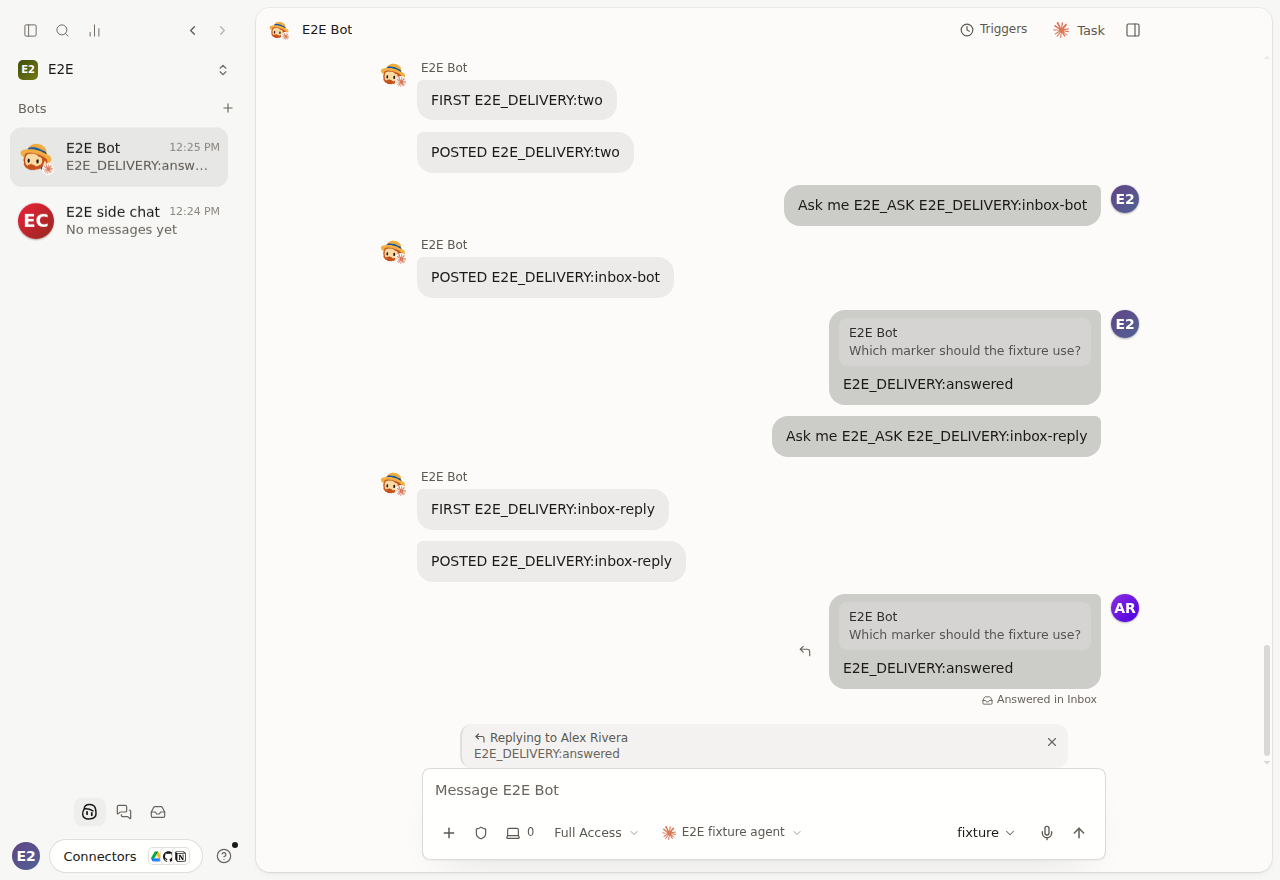 E2E
E2 E2E
Bots
E2E Bot 12:25 PM
E2E_DELIVERY:answ…
EC
E2E side chat 12:24 PM
No messages yet
E2 Connectors
E2E Bot
Triggers
Task
E2E Bot
FIRST E2E_DELIVERY:two
POSTED E2E_DELIVERY:two
Ask me E2E_ASK E2E_DELIVERY:inbox-bot
E2
E2E Bot
POSTED E2E_DELIVERY:inbox-bot
E2E Bot
Which marker should the fixture use?
E2E_DELIVERY:answered
E2
Ask me E2E_ASK E2E_DELIVERY:inbox-reply
E2E Bot
FIRST E2E_DELIVERY:inbox-reply
POSTED E2E_DELIVERY:inbox-reply
E2E Bot
Which marker should the fixture use?
E2E_DELIVERY:answered
AR
Answered in Inbox
Replying to Alex Rivera
E2E_DELIVERY:answered
Message E2E Bot
0 Full Access E2E fixture agent fixture